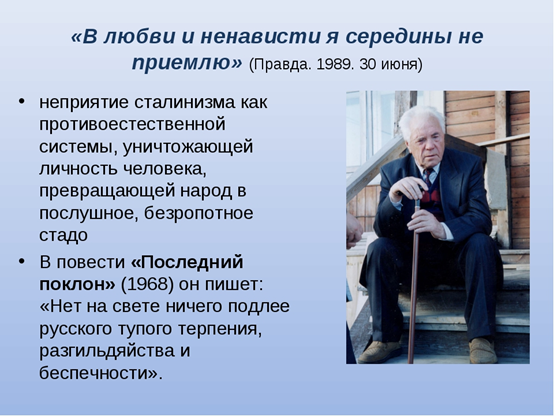 «В любви и ненависти я середины не
приемлю» (Правда. 1989. 30 июня)
• неприятие сталинизма как
противоестественной
системы, уничтожающей
личность человека,
превращающей народ в
послушное, безропотное
стадо
• В повести «Последний
поклон» (1968) он пишет:
«Нет на свете ничего подлее
русского тупого терпения,
разгильдяйства и
беспечности».